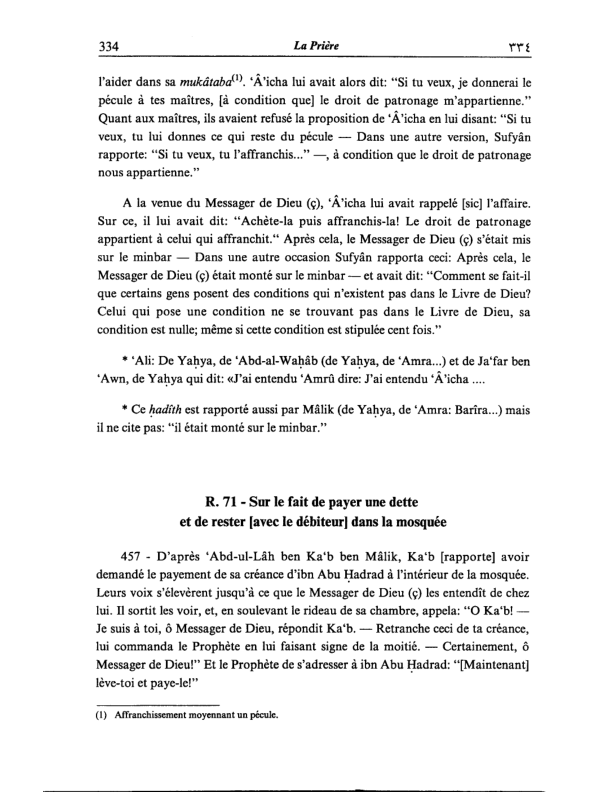 334 La Prière ٣٣٤
l'aider dans sa mukâtaba(1). ‘Â'icha lui avait alors dit: “Si tu veux, je donnerai le
pécule à tes maîtres, [à condition que] le droit de patronage m'appartienne.”
Quant aux maîtres, ils avaient refusé la proposition de ‘Â'icha en lui disant: “Si tu
veux, tu lui donnes ce qui reste du pécule — Dans une autre version, Sufyân
rapporte: “Si tu veux, tu l'affranchis...” —, à condition que le droit de patronage
nous appartienne.”
A la venue du Messager de Dieu (ç), ‘Â'icha lui avait rappelé [sic] l'affaire.
Sur ce, il lui avait dit: “Achète-la puis affranchis-la! Le droit de patronage
appartient à celui qui affranchit.“ Après cela, le Messager de Dieu (ç) s'était mis
sur le minbar — Dans une autre occasion Sufyân rapporta ceci: Après cela, le
Messager de Dieu (ç) était monté sur le minbar — et avait dit: “Comment se fait-il
que certains gens posent des conditions qui n'existent pas dans le Livre de Dieu?
Celui qui pose une condition ne se trouvant pas dans le Livre de Dieu, sa
condition est nulle; même si cette condition est stipulée cent fois.”
* ‘Ali: De Yaḥya, de ‘Abd-al-Wahâb (de Yaḥya, de ‘Amra...) et de Ja‘far ben
‘Awn, de Yaḥya qui dit: «J'ai entendu ‘Amrû dire: J'ai entendu ‘Â'icha ....
* Ce ḥadîth est rapporté aussi par Mâlik (de Yaḥya, de ‘Amra: Barîra...) mais
il ne cite pas: “il était monté sur le minbar.”
R. 71 - Sur le fait de payer une dette
et de rester [avec le débiteur] dans la mosquée
457 - D'après ‘Abd-ul-Lâh ben Ka‘b ben Mâlik, Ka‘b [rapporte] avoir
demandé le payement de sa créance d'ibn Abu Ḥadrad à l'intérieur de la mosquée.
Leurs voix s'élevèrent jusqu'à ce que le Messager de Dieu (ç) les entendît de chez
lui. Il sortit les voir, et, en soulevant le rideau de sa chambre, appela: “O Ka‘b! —
Je suis à toi, ô Messager de Dieu, répondit Ka‘b. — Retranche ceci de ta créance,
lui commanda le Prophète en lui faisant signe de la moitié. — Certainement, ô
Messager de Dieu!” Et le Prophète de s'adresser à ibn Abu Ḥadrad: “[Maintenant]
lève-toi et paye-le!”
(1) Affranchissement moyennant un pécule.